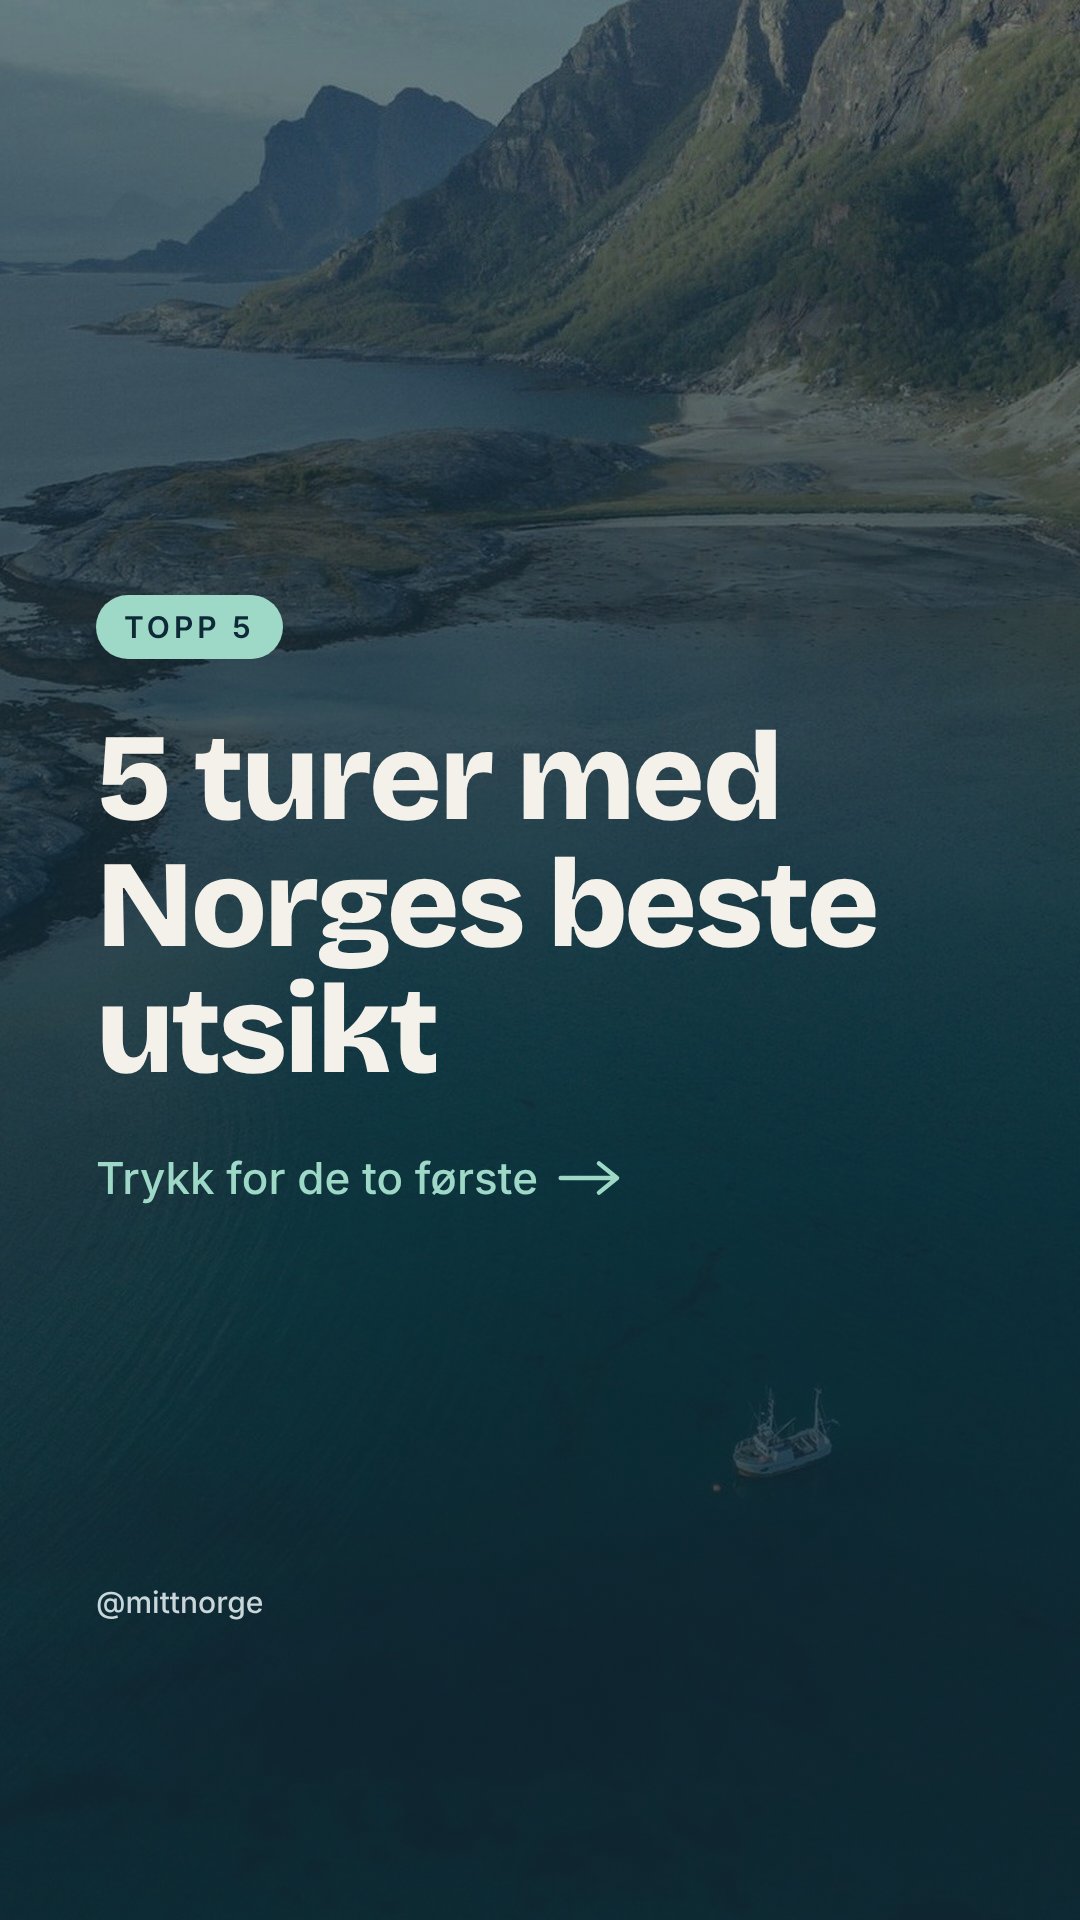 TOPP 5
5 turer med
Norges beste
utsikt
Trykk for de to første →
@mittnorge